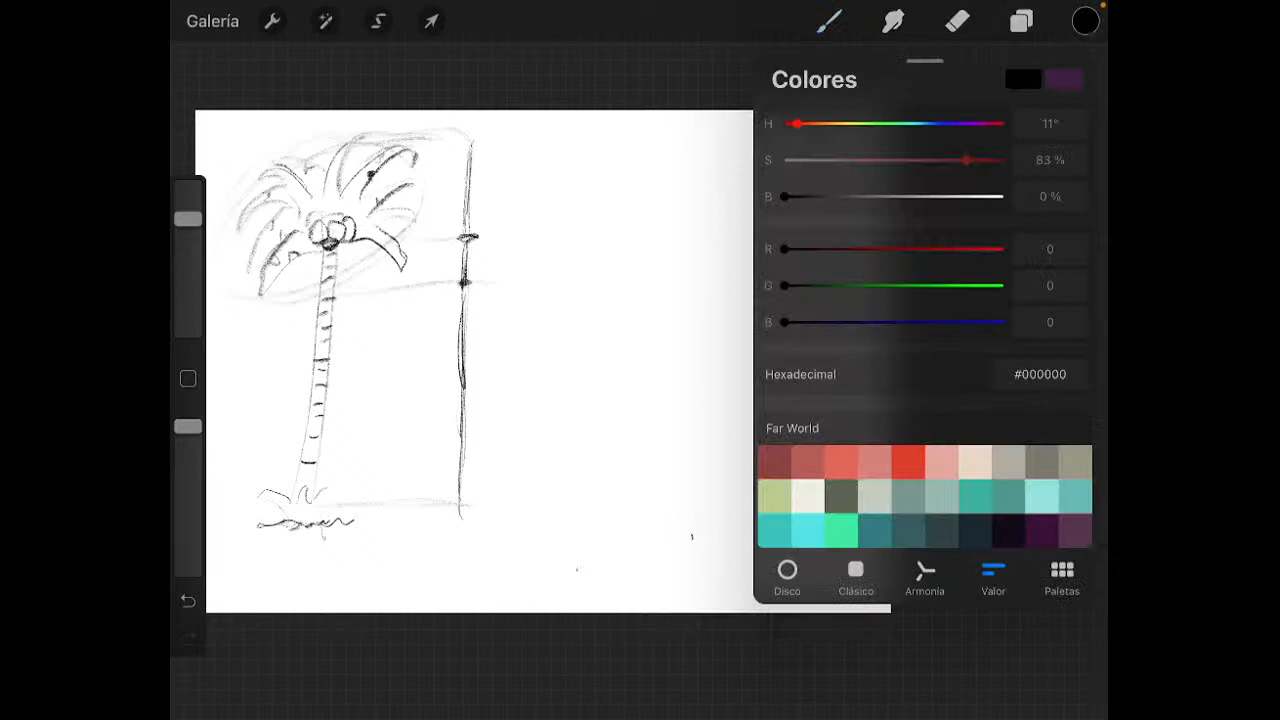 Galería
Colores
H 11°
S 83 %
B 0 %
R 0
G 0
B 0
Hexadecimal #000000
Far World
Disco Clásico Armonía Valor Paletas